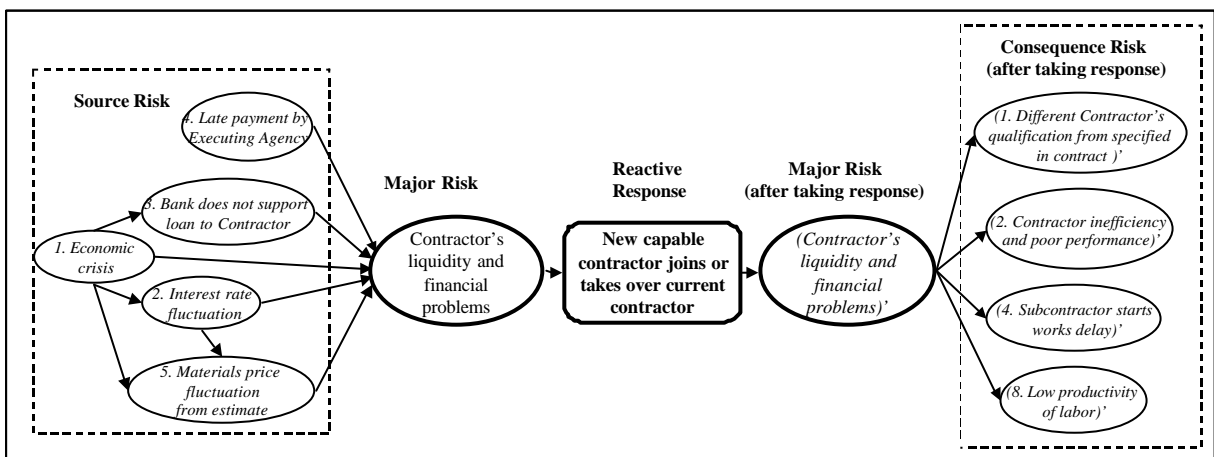 Source Risk
4. Late payment by
Executing Agency
3. Bank does not support
loan to Contractor
1. Economic
crisis
2. Interest rate
fluctuation
5. Materials price
fluctuation
from estimate
Major Risk
Contractor's
liquidity and
financial
problems
Reactive
Response
New capable
contractor joins or
takes over current
contractor
Major Risk
(after taking response)
(Contractor's
liquidity and
financial
problems)'
Consequence Risk
(after taking response)
(1. Different Contractor's
qualification from specified
in contract )'
(2. Contractor inefficiency
and poor performance)'
(4. Subcontractor starts
works delay)'
(8. Low productivity
of labor)'